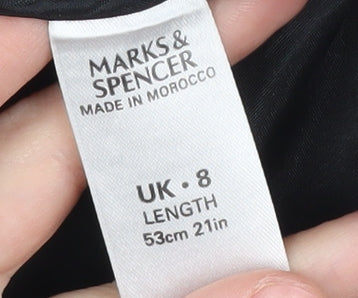 MARKS &
SPENCER
MADE IN MOROCCO
UK • 8
LENGTH
53cm 21in